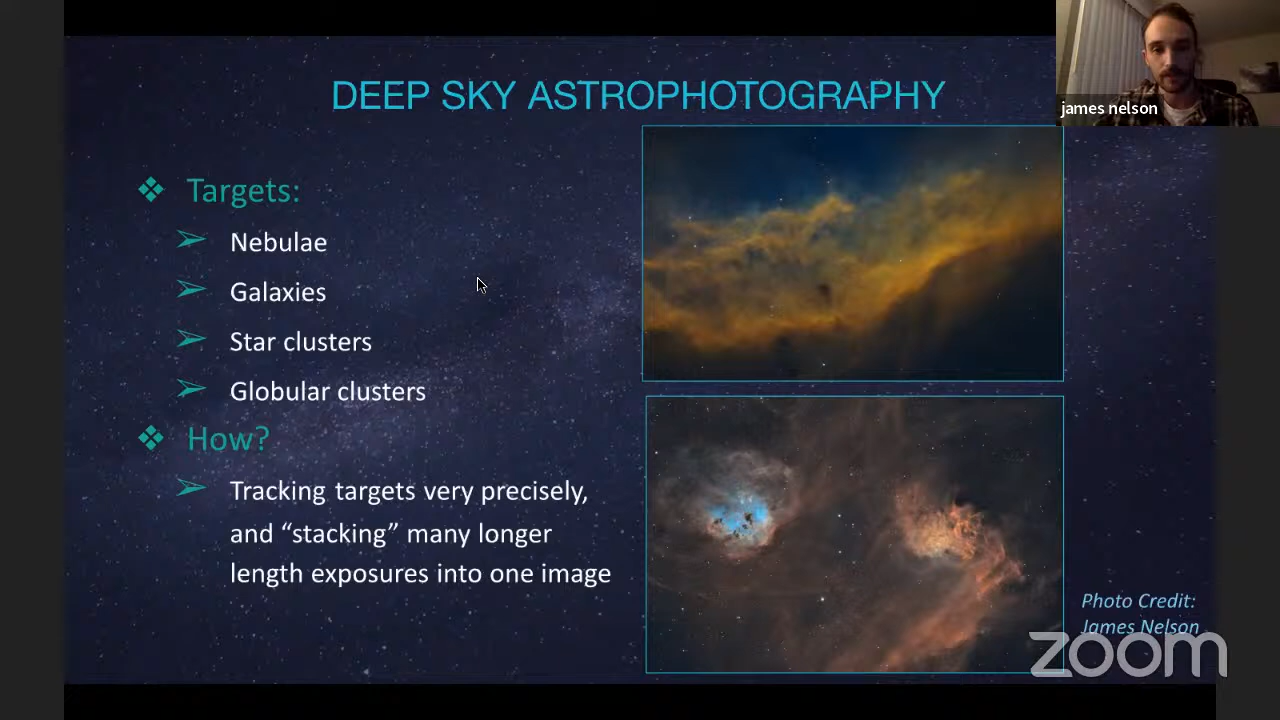 DEEP SKY ASTROPHOTOGRAPHY
james nelson
Targets:
Nebulae
Galaxies
Star clusters
Globular clusters
How?
Tracking targets very precisely,
and “stacking” many longer
length exposures into one image
Photo Credit:
James Nelson
zoom